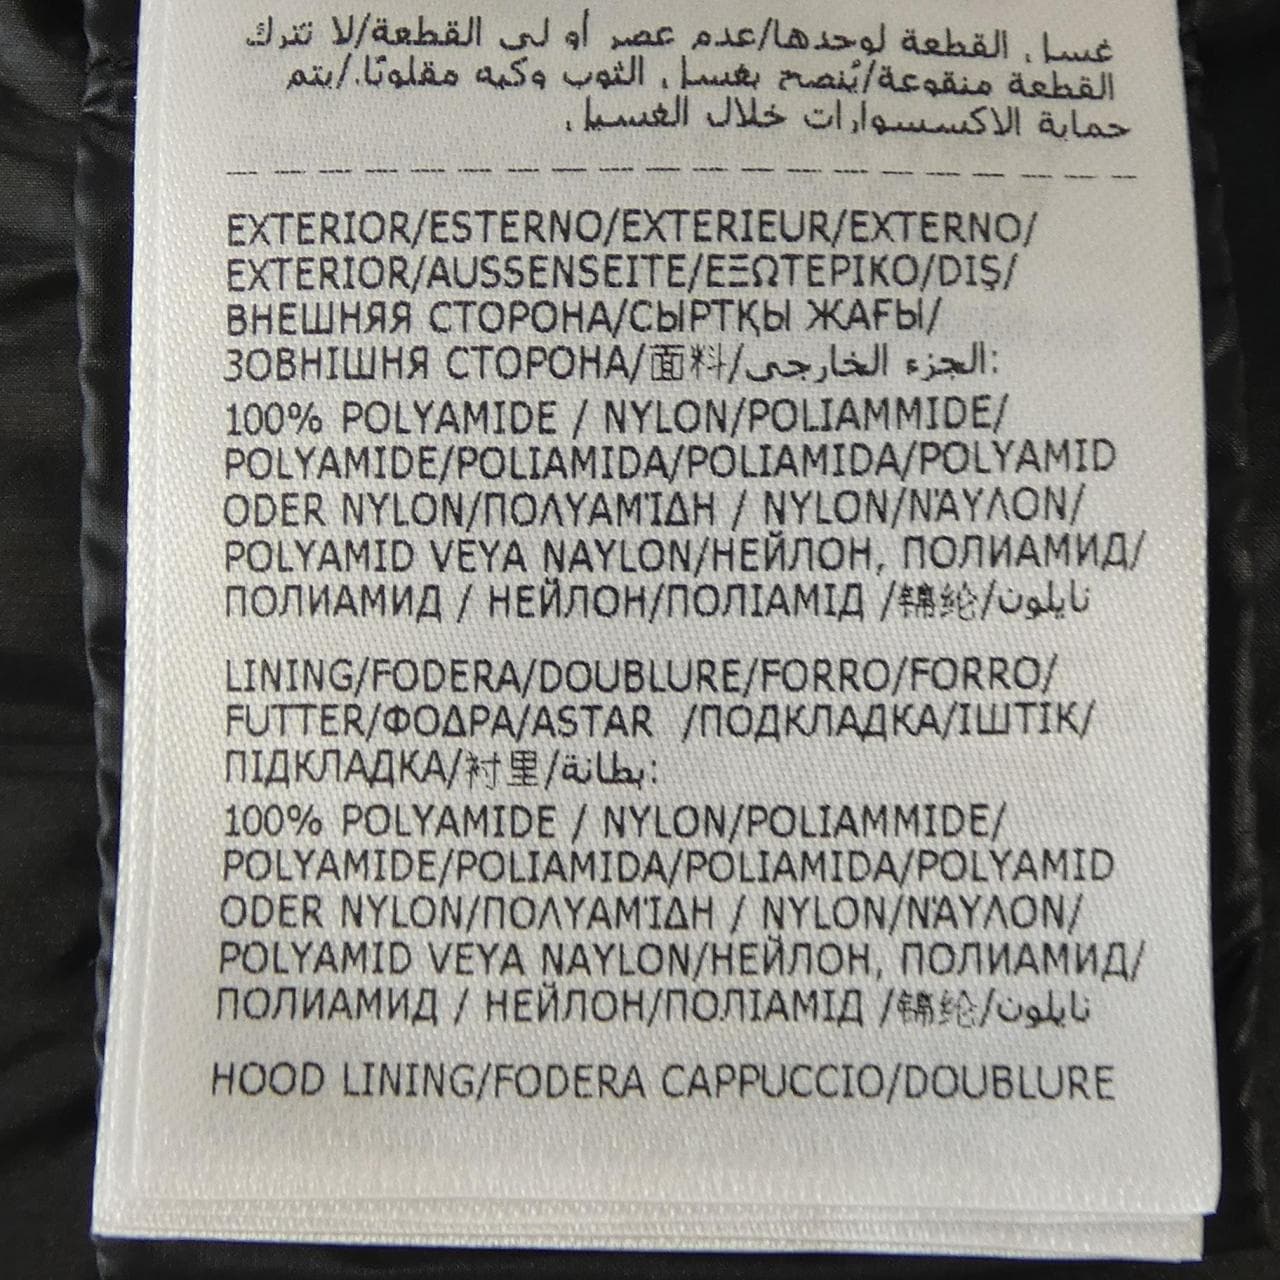 غسل القطعة لوحدها/عدم عصر أو لي القطعة/لا تترك
القطعة منقوعة/يُنصح بغسل الثوب وكيه مقلوبًا./يتم
حماية الاكسسوارات خلال الغسيل.
EXTERIOR/ESTERNO/EXTERIEUR/EXTERNO/
EXTERIOR/AUSSENSEITE/ΕΞΩΤΕΡΙΚΟ/DIŞ/
ВНЕШНЯЯ СТОРОНА/СЫРТҚЫ ЖАҒЫ/
ЗОВНІШНЯ СТОРОНА/面料/الجزء الخارجي:
100% POLYAMIDE / NYLON/POLIAMMIDE/
POLYAMIDE/POLIAMIDA/POLIAMIDA/POLYAMID
ODER NYLON/ΠΟΛΥΑΜΊΔΗ / NYLON/ΝΆΥΛΟΝ/
POLYAMID VEYA NAYLON/НЕЙЛОН, ПОЛИАМИД/
ПОЛИАМИД / НЕЙЛОН/ПОЛІАМІД /锦纶/نايلون
LINING/FODERA/DOUBLURE/FORRO/FORRO/
FUTTER/ΦΟΔΡΑ/ASTAR /ПОДКЛАДКА/ІШТІК/
ПІДКЛАДКА/衬里/بطانة:
100% POLYAMIDE / NYLON/POLIAMMIDE/
POLYAMIDE/POLIAMIDA/POLIAMIDA/POLYAMID
ODER NYLON/ΠΟΛΥΑΜΊΔΗ / NYLON/ΝΆΥΛΟΝ/
POLYAMID VEYA NAYLON/НЕЙЛОН, ПОЛИАМИД/
ПОЛИАМИД / НЕЙЛОН/ПОЛІАМІД /锦纶/نايلون
HOOD LINING/FODERA CAPPUCCIO/DOUBLURE